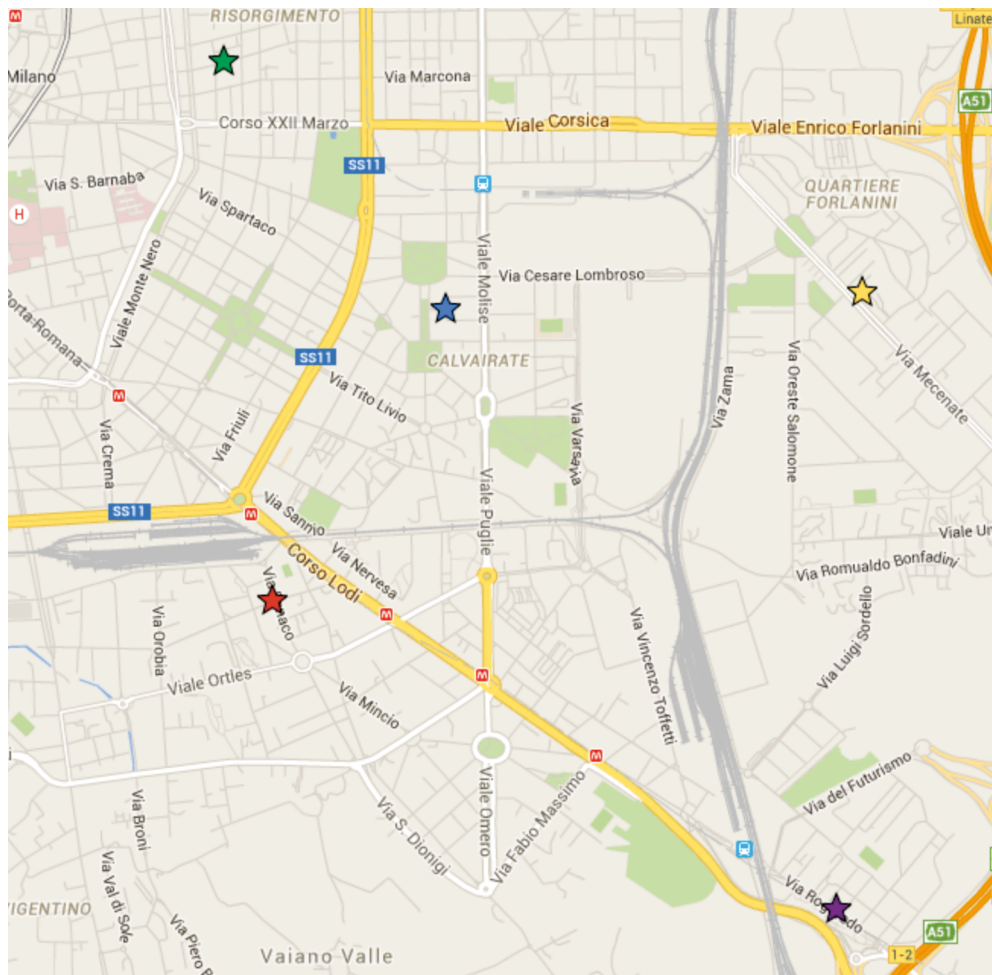 RISORGIMENTO
Linate
Milano
Via Marcona
A51
Corso XXII Marzo
Viale Corsica
Viale Enrico Forlanini
SS11
Via S. Barnaba
H
Via Spartaco
QUARTIERE
FORLANINI
Viale Monte Nero
Viale Molise
Via Cesare Lombroso
Porta Romana
SS11
CALVAIRATE
Via Tito Livio
Via Zama
Via Oreste Salomone
Via Mecenate
M
Via Crema
Via Friuli
Via Varsavia
Viale Puglie
SS11
M
Via Sannio
Via Nervesa
Corso Lodi
Via Romualdo Bonfadini
M
Via Orobia
Via Vincenzo Toffetti
Via Luigi Sordello
Viale Ortles
M
Via Mincio
M
Via del Futurismo
Via Broni
Via S. Dionigi
Viale Omero
Via Fabio Massimo
Via Val di Sole
VIGENTINO
Via Piero
Vaiano Valle
A51
1-2
M